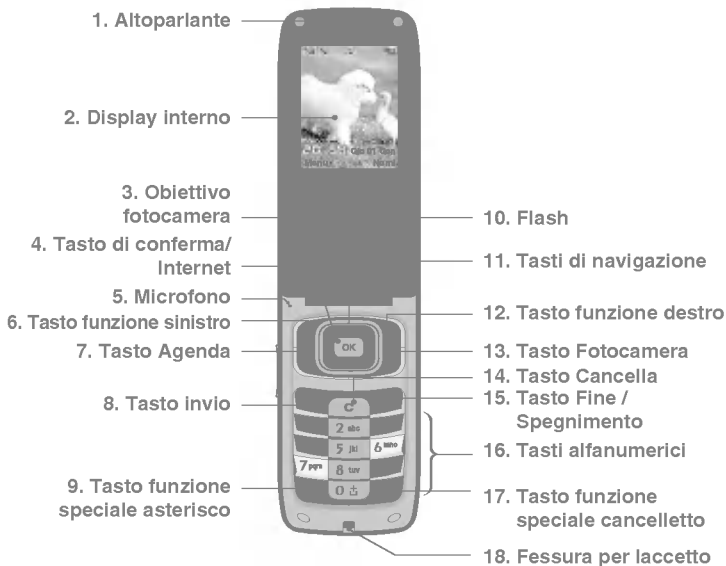 1. Altoparlante
2. Display interno
3. Obiettivo
fotocamera
4. Tasto di conferma/
Internet
5. Microfono
6. Tasto funzione sinistro
7. Tasto Agenda
8. Tasto invio
9. Tasto funzione
speciale asterisco
10. Flash
11. Tasti di navigazione
12. Tasto funzione destro
13. Tasto Fotocamera
14. Tasto Cancella
15. Tasto Fine /
Spegnimento
16. Tasti alfanumerici
17. Tasto funzione
speciale cancelletto
18. Fessura per laccetto
Menu
Nomi
OK
C
2 abc
5 jkl
6 mno
7 pqrs
8 tuv
0